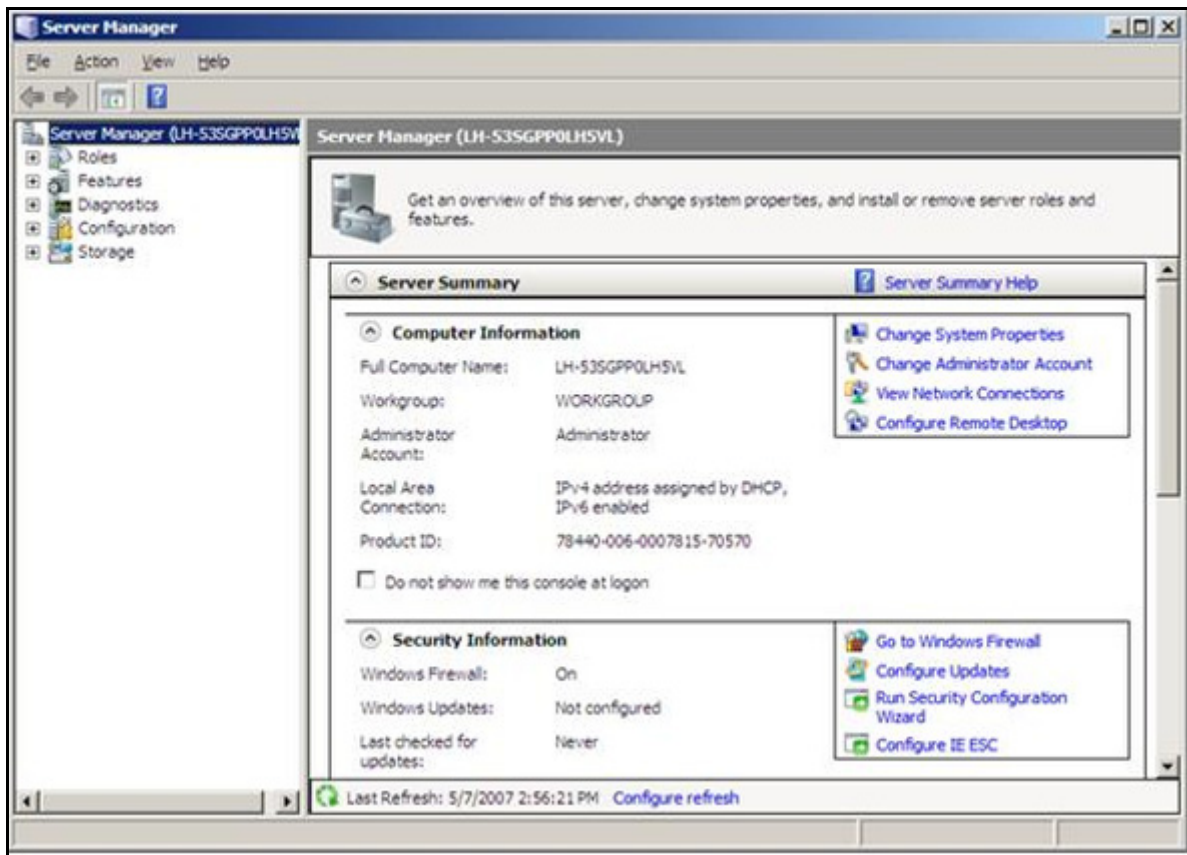 Server Manager
File Action View Help
Server Manager (LH-53SGPP0LH5V
Roles
Features
Diagnostics
Configuration
Storage
Server Manager (LH-53SGPP0LH5VL)
Get an overview of this server, change system properties, and install or remove server roles and
features.
Server Summary
Server Summary Help
Computer Information
Full Computer Name: LH-53SGPP0LH5VL
Workgroup: WORKGROUP
Administrator
Account: Administrator
Local Area
Connection: IPv4 address assigned by DHCP,
IPv6 enabled
Product ID: 78440-006-0007815-70570
Do not show me this console at logon
Change System Properties
Change Administrator Account
View Network Connections
Configure Remote Desktop
Security Information
Windows Firewall: On
Windows Updates: Not configured
Last checked for
updates: Never
Go to Windows Firewall
Configure Updates
Run Security Configuration
Wizard
Configure IE ESC
Last Refresh: 5/7/2007 2:56:21 PM Configure refresh